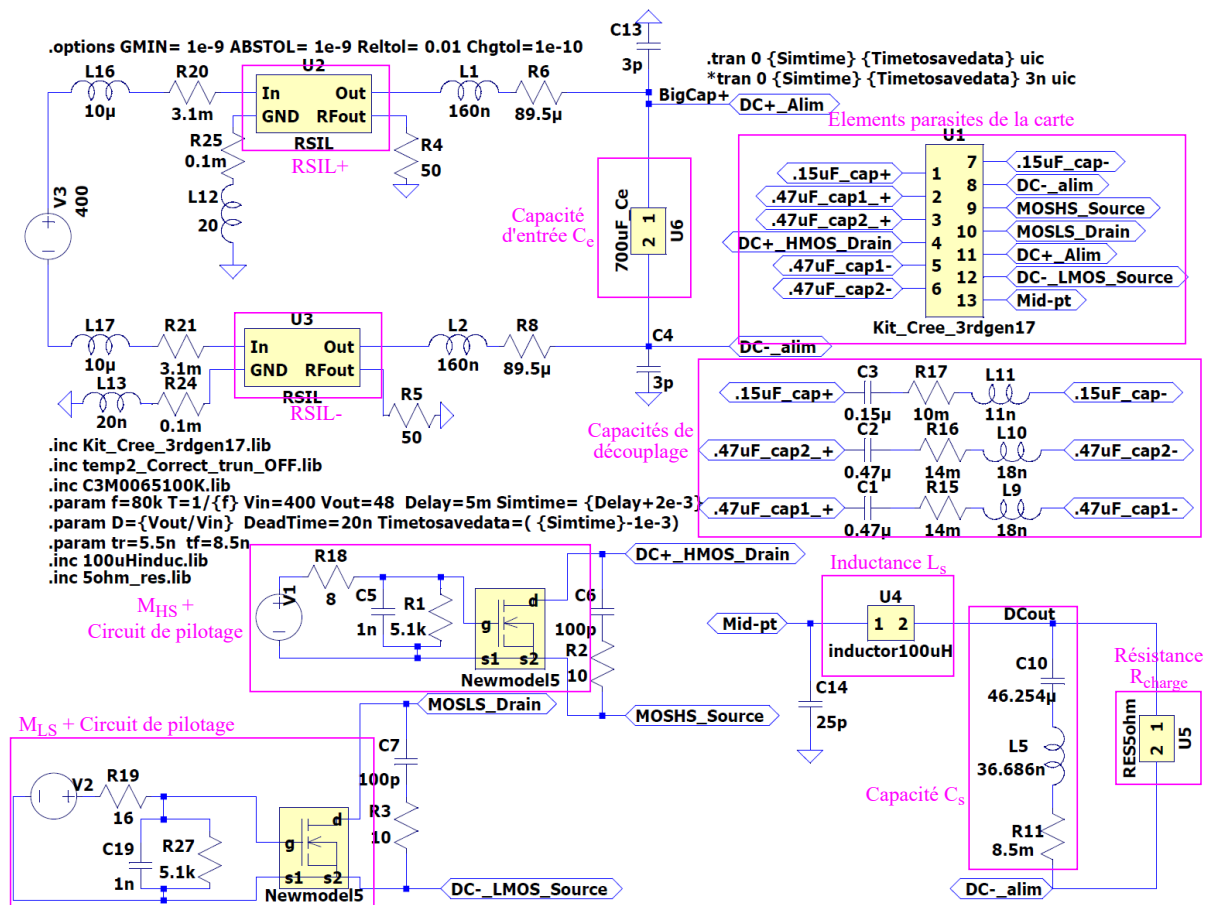 .options GMIN= 1e-9 ABSTOL= 1e-9 Reltol= 0.01 Chgtol=1e-10
L16
10µ
R20
3.1m
U2
In
Out
GND
RFout
RSIL
RSIL+
R25
0.1m
L12
20
L1
160n
R6
89.5µ
R4
50
V3
400
C13
3p
.tran 0 {Simtime} {Timetosavedata} uic
*tran 0 {Simtime} {Timetosavedata} 3n uic
BigCap+
DC+_Alim
Capacité
d'entrée Ce
700uF_Ce
1
2
U6
Elements parasites de la carte
U1
.15uF_cap+
1
.47uF_cap1_+
2
.47uF_cap2_+
3
DC+_HMOS_Drain
4
.47uF_cap1-
5
.47uF_cap2-
6
7
.15uF_cap-
8
DC-_alim
9
MOSHS_Source
10
MOSLS_Drain
11
DC+_Alim
12
DC-_LMOS_Source
13
Mid-pt
Kit_Cree_3rdgen17
L17
10µ
R21
3.1m
L13
20n
R24
0.1m
U3
In
Out
GND
RFout
RSIL
RSIL-
L2
160n
R8
89.5µ
R5
50
C4
3p
DC-_alim
Capacités de
découplage
.15uF_cap+
C3
0.15µ
R17
10m
L11
11n
.15uF_cap-
.47uF_cap2_+
C2
0.47µ
R16
14m
L10
18n
.47uF_cap2-
.47uF_cap1_+
C1
0.47µ
R15
14m
L9
18n
.47uF_cap1-
.inc Kit_Cree_3rdgen17.lib
.inc temp2_Correct_trun_OFF.lib
.inc C3M0065100K.lib
.param f=80k T=1/{f} Vin=400 Vout=48 Delay=5m Simtime= {Delay+2e-3}
.param D={Vout/Vin} DeadTime=20n Timetosavedata=( {Simtime}-1e-3)
.param tr=5.5n tf=8.5n
.inc 100uHinduc.lib
.inc 5ohm_res.lib
MHS +
Circuit de pilotage
V1
R18
8
C5
1n
R1
5.1k
g
d
s1
s2
Newmodel5
DC+_HMOS_Drain
C6
100p
R2
10
MOSHS_Source
MLS + Circuit de pilotage
V2
R19
16
C19
1n
R27
5.1k
g
d
s1
s2
Newmodel5
MOSLS_Drain
C7
100p
R3
10
DC-_LMOS_Source
Inductance Ls
Mid-pt
U4
1
2
inductor100uH
C14
25p
DCout
C10
46.254µ
L5
36.686n
R11
8.5m
Capacité Cs
DC-_alim
Résistance
Rcharge
RES5ohm
1
2
U5